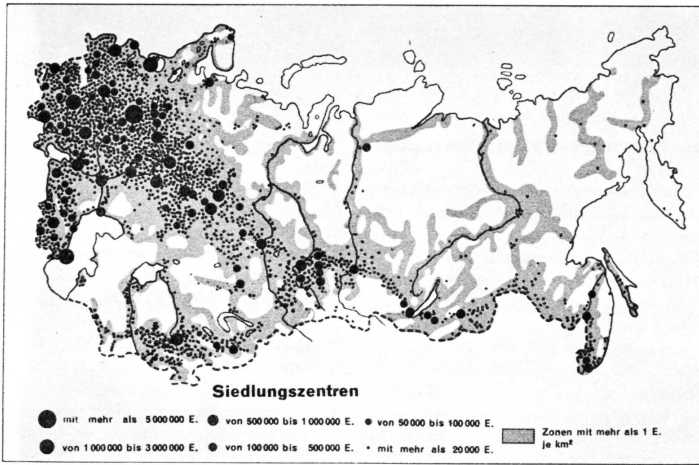 Siedlungszentren
mit mehr als 5 000 000 E.
von 500 000 bis 1 000 000 E.
von 50 000 bis 100 000 E.
Zonen mit mehr als 1 E.
je km²
von 1 000 000 bis 3 000 000 E.
von 100 000 bis 500 000 E.
mit mehr als 20 000 E.